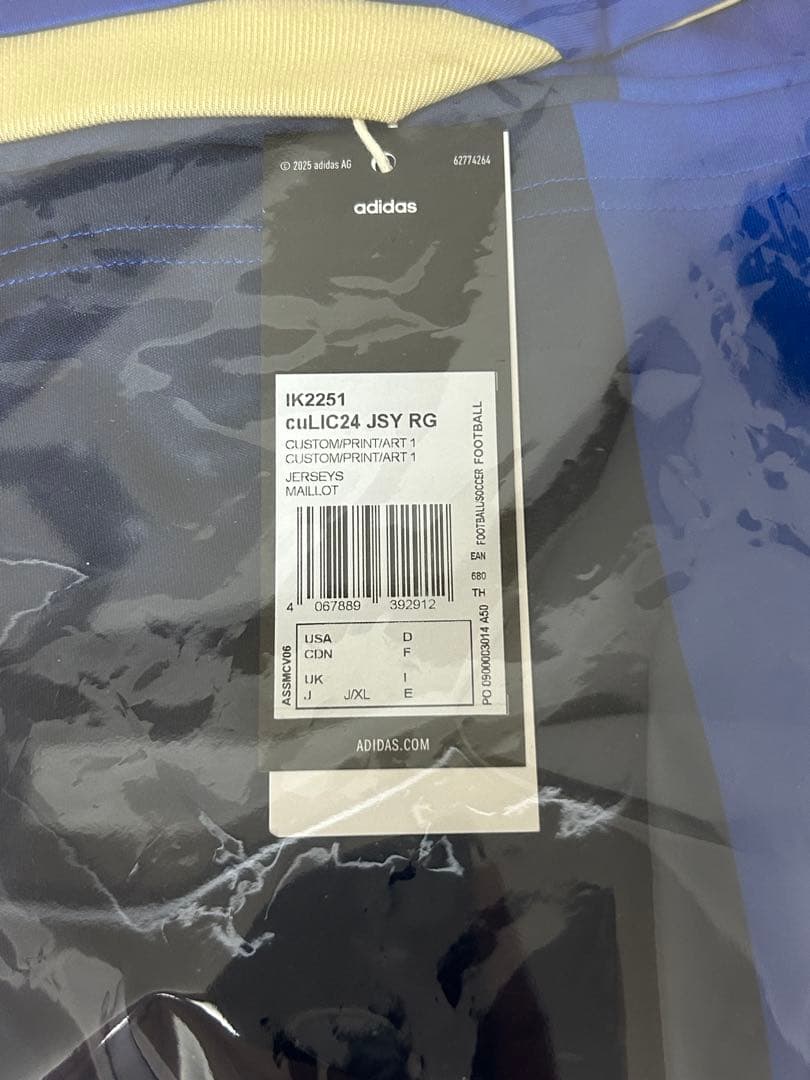 © 2025 adidas AG
62774264
adidas
IK2251
cuLIC24 JSY RG
CUSTOM/PRINT/ART 1
CUSTOM/PRINT/ART 1
JERSEYS
MAILLOT
FOOTBALL/SOCCER FOOTBALL
EAN
680
TH
4 067889 392912
ASSMCV06
USA D
CDN F
UK I
J J/XL E
PO 0900003014 A50
ADIDAS.COM